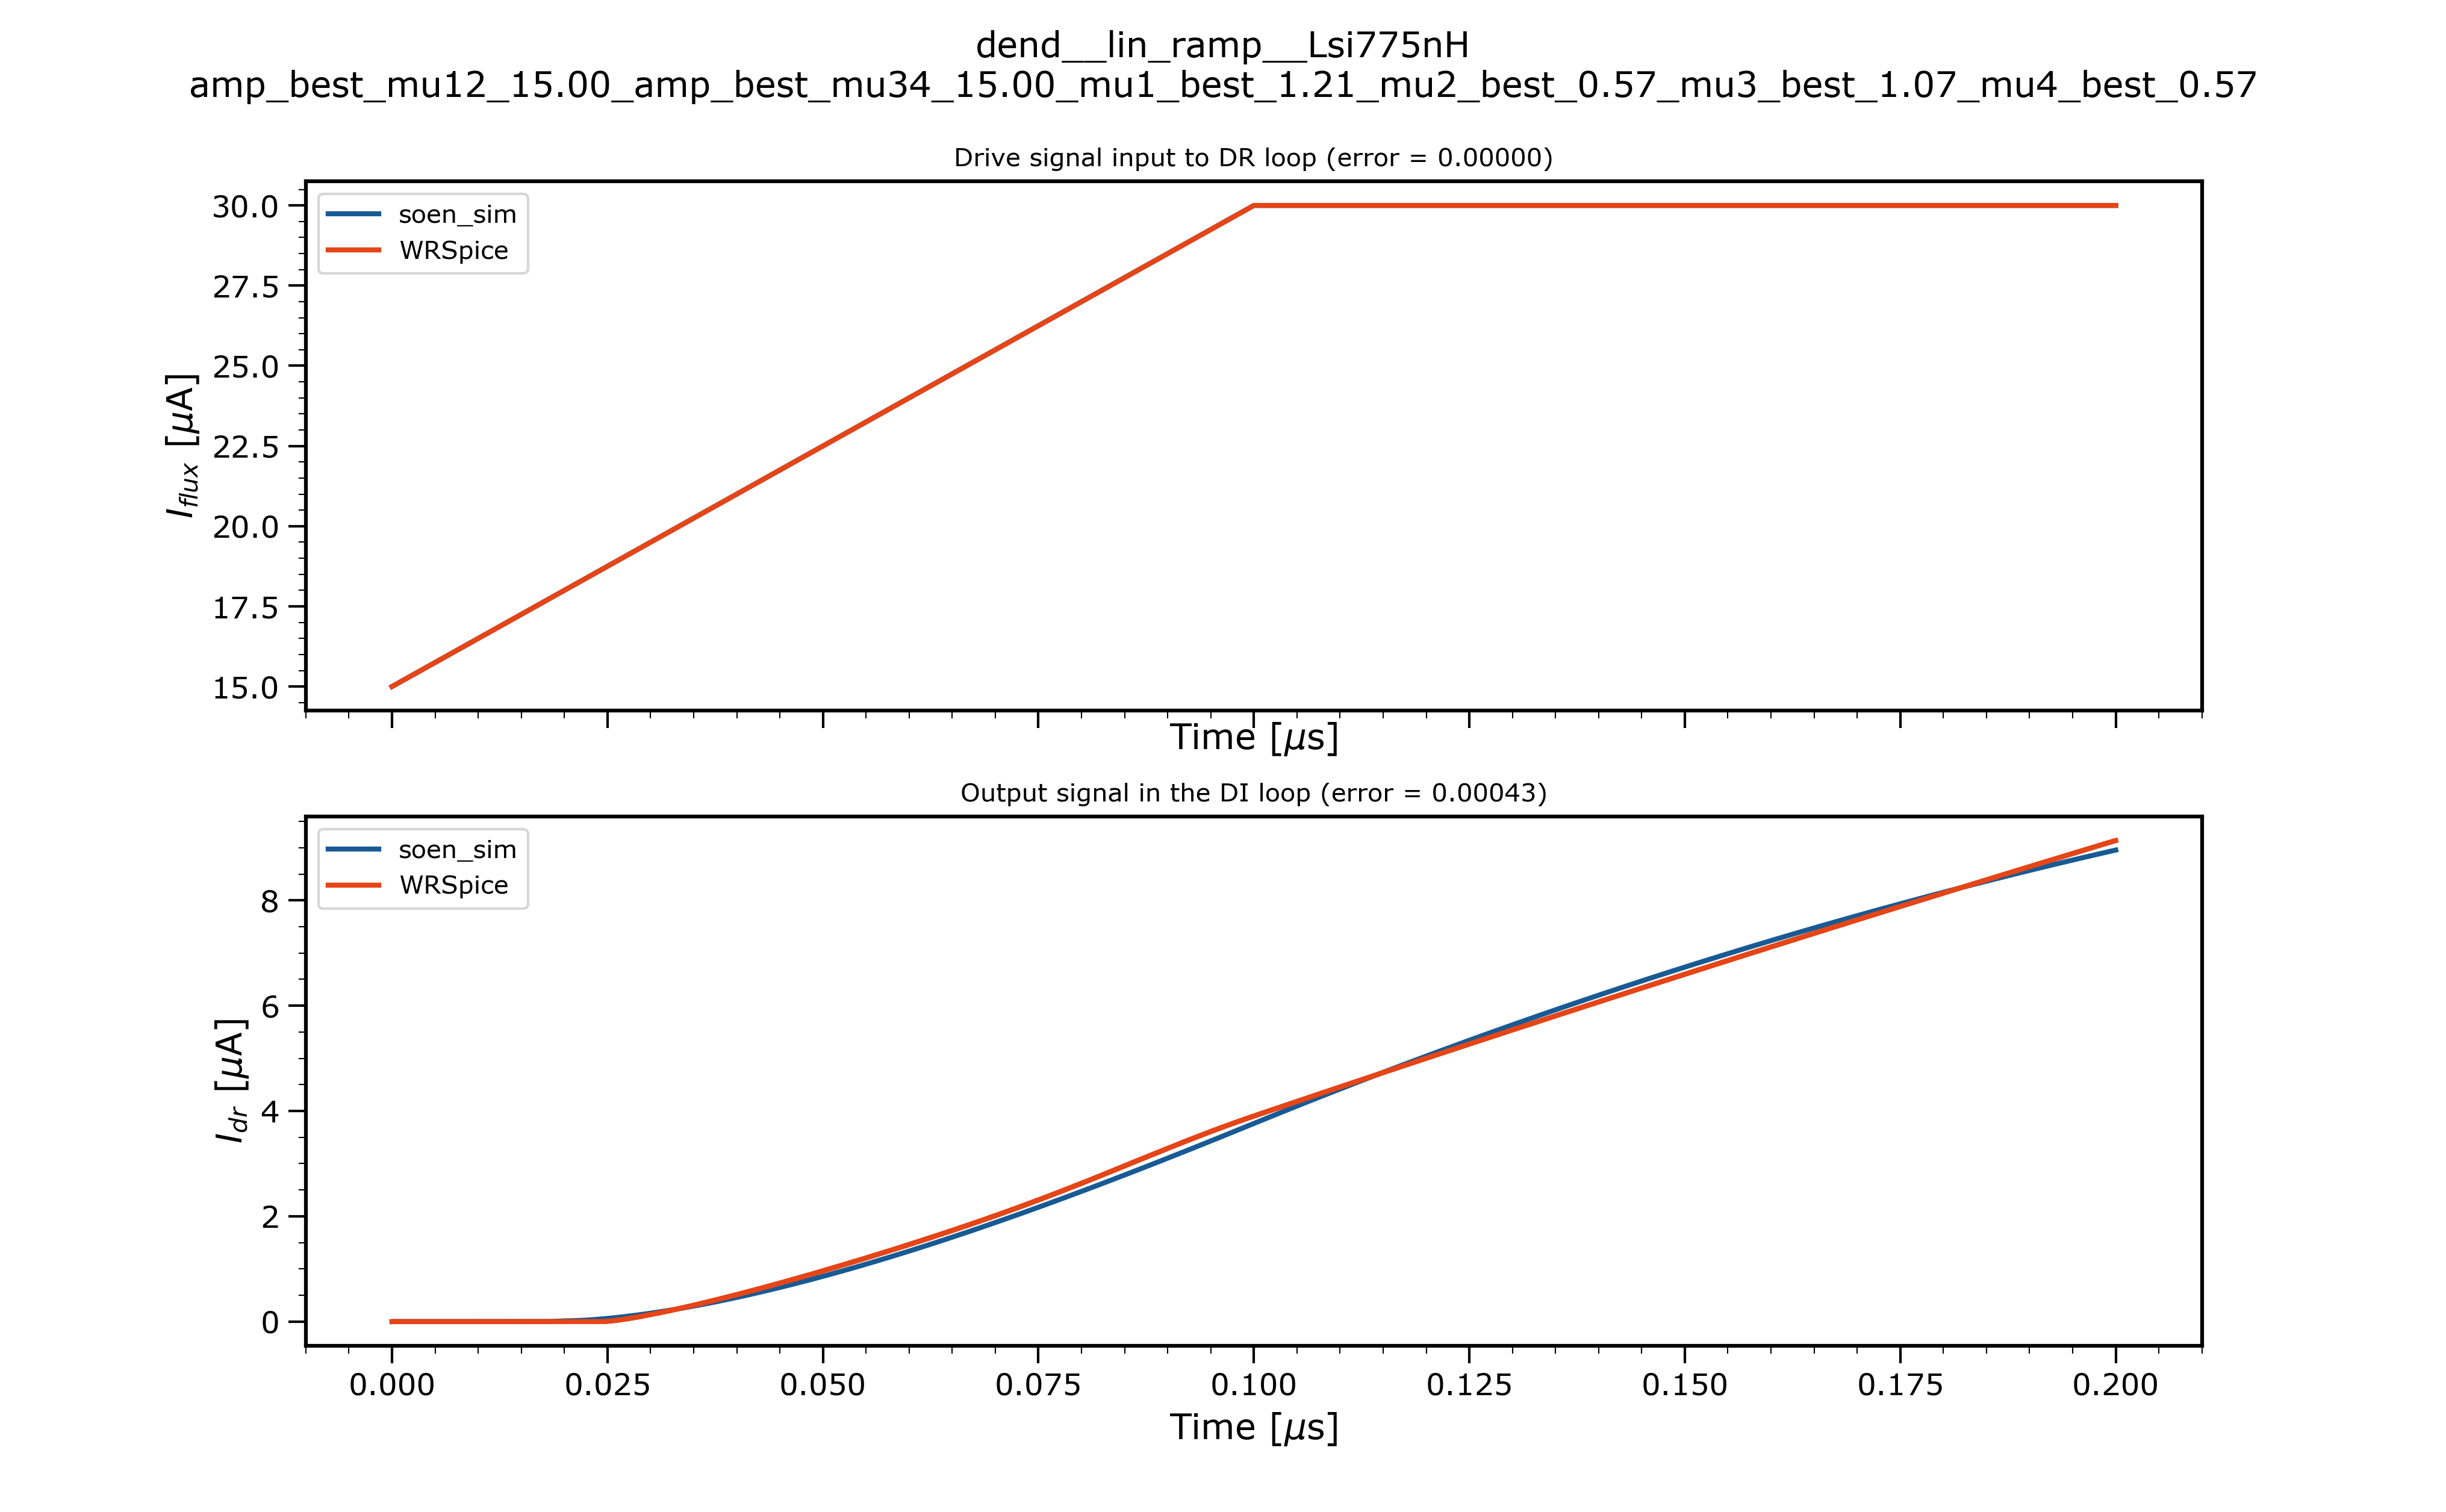 dend__lin_ramp__Lsi775nH
amp_best_mu12_15.00_amp_best_mu34_15.00_mu1_best_1.21_mu2_best_0.57_mu3_best_1.07_mu4_best_0.57
Drive signal input to DR loop (error = 0.00000)
soen_sim
WRSpice
30.0
27.5
25.0
22.5
20.0
17.5
15.0
I_flux [μA]
Time [μs]
Output signal in the DI loop (error = 0.00043)
soen_sim
WRSpice
8
6
4
2
0
I_dr [μA]
0.000 0.025 0.050 0.075 0.100 0.125 0.150 0.175 0.200
Time [μs]